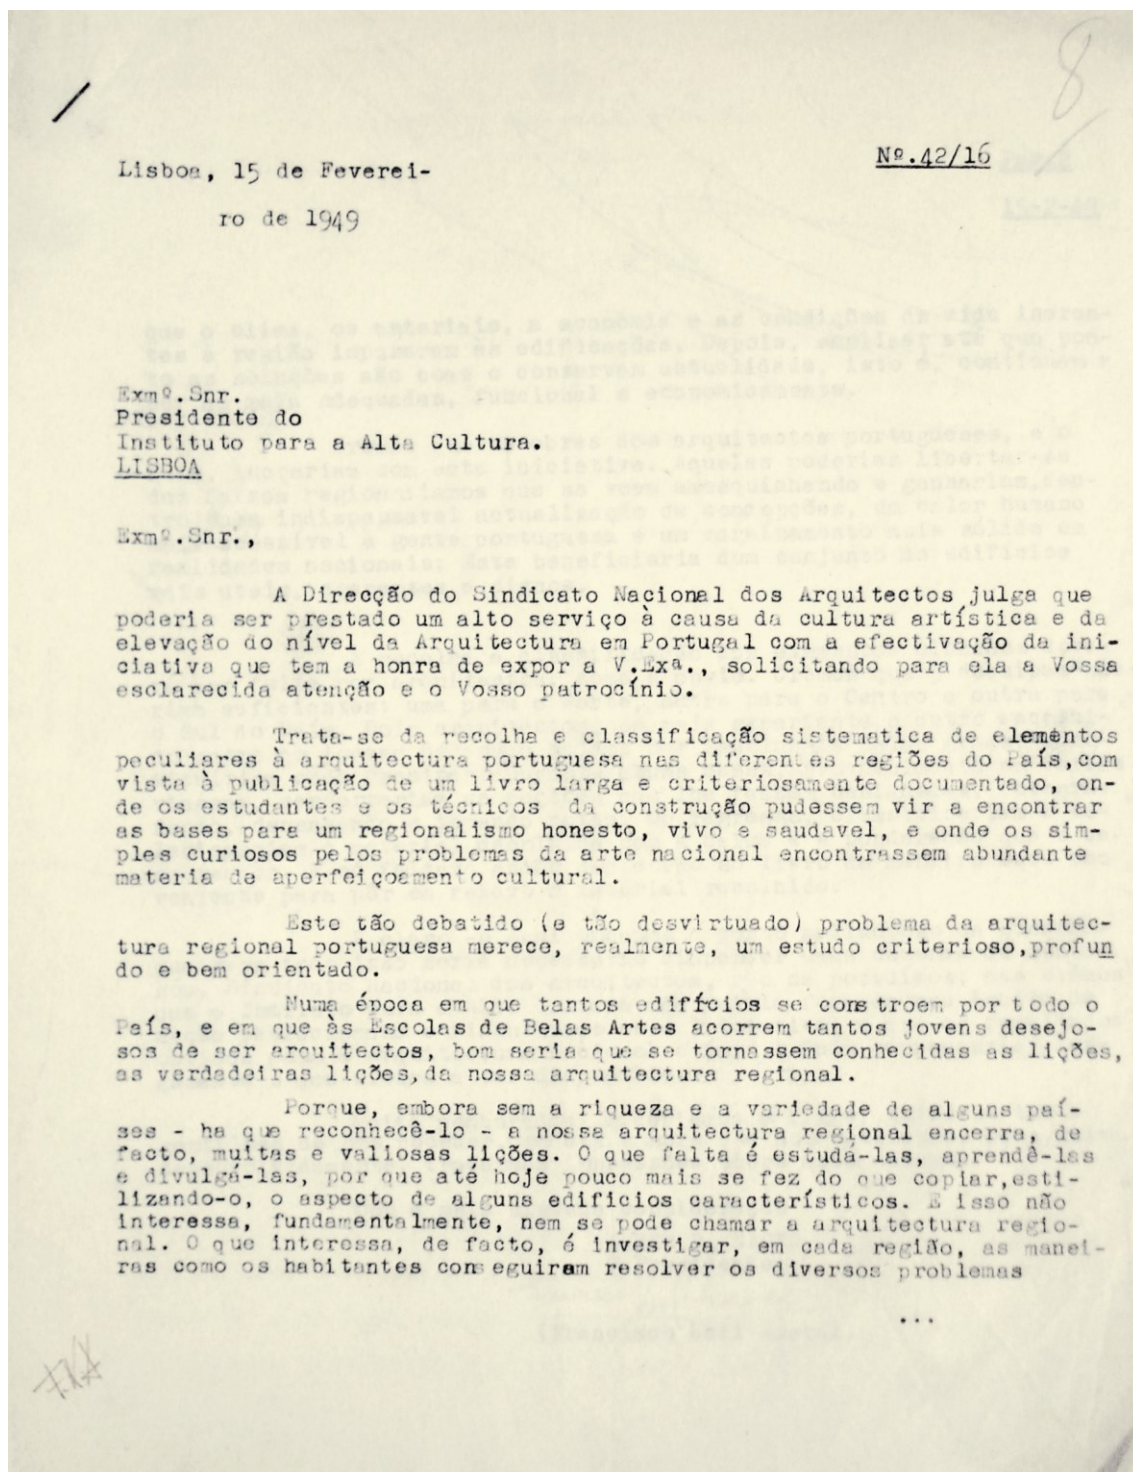 8
Nº.42/16
Lisboa, 15 de Feverei-
ro de 1949
Exmº.Snr.
Presidente do
Instituto para a Alta Cultura.
LISBOA
Exmº.Snr.,
A Direcção do Sindicato Nacional dos Arquitectos julga que
poderia ser prestado um alto serviço à causa da cultura artística e da
elevação do nível da Arquitectura em Portugal com a efectivação da ini-
ciativa que tem a honra de expor a V.Exª., solicitando para ela a Vossa
esclarecida atenção e o Vosso patrocínio.
Trata-se da recolha e classificação sistematica de elementos
peculiares à arquitectura portuguesa nas diferentes regiões do País,com
vista à publicação de um livro larga e criteriosamente documentado, on-
de os estudantes e os técnicos da construção pudessem vir a encontrar
as bases para um regionalismo honesto, vivo e saudavel, e onde os sim-
ples curiosos pelos problemas da arte nacional encontrassem abundante
materia de aperfeiçoamento cultural.
Este tão debatido (e tão desvirtuado) problema da arquitec-
tura regional portuguesa merece, realmente, um estudo criterioso,profun
do e bem orientado.
Numa época em que tantos edifícios se constroem por todo o
País, e em que às Escolas de Belas Artes acorrem tantos jovens desejo-
sos de ser arquitectos, bom seria que se tornassem conhecidas as lições,
as verdadeiras lições,da nossa arquitectura regional.
Porque, embora sem a riqueza e a variedade de alguns paí-
ses - ha que reconhecê-lo - a nossa arquitectura regional encerra, de
facto, muitas e valiosas lições. O que falta é estudá-las, aprendê-las
e divulgá-las, por que até hoje pouco mais se fez do que copiar,esti-
lizando-o, o aspecto de alguns edificios característicos. E isso não
interessa, fundamentalmente, nem se pode chamar a arquitectura regio-
nal. O que interessa, de facto, é investigar, em cada região, as manei-
ras como os habitantes conseguiram resolver os diversos problemas
...